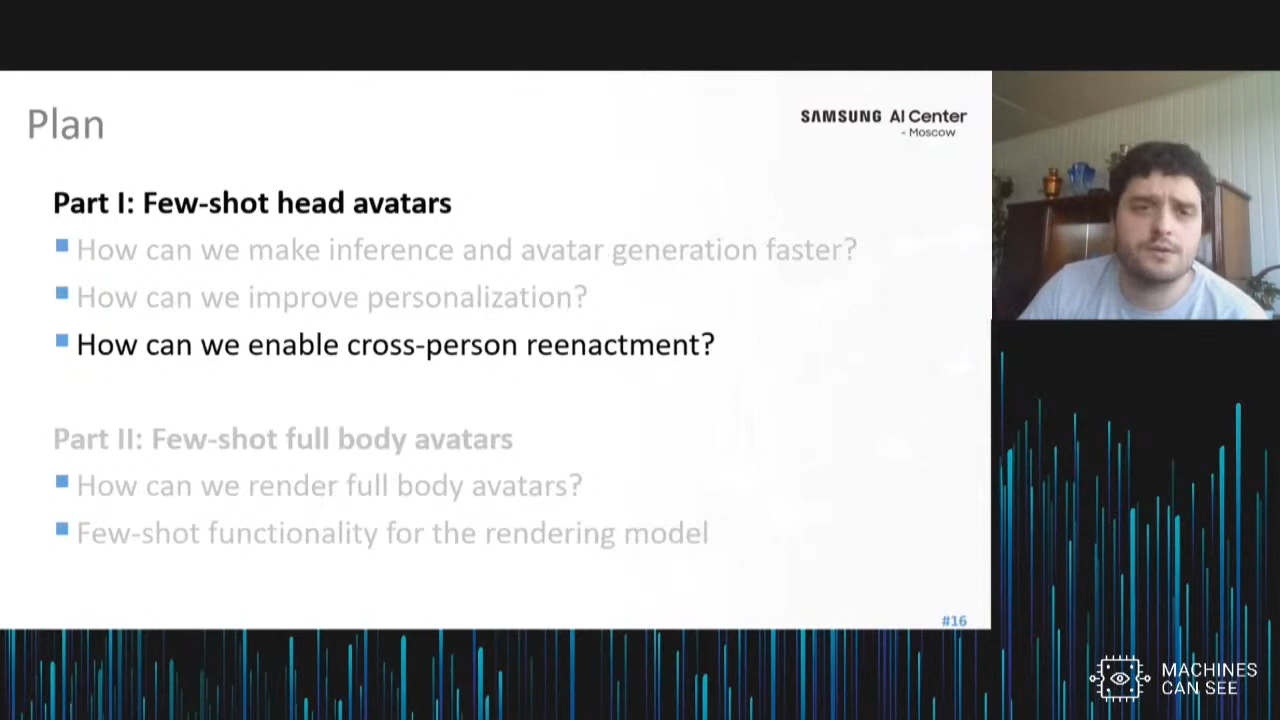 Plan
SAMSUNG AI Center
- Moscow
Part I: Few-shot head avatars
How can we make inference and avatar generation faster?
How can we improve personalization?
How can we enable cross-person reenactment?
Part II: Few-shot full body avatars
How can we render full body avatars?
Few-shot functionality for the rendering model
#16
MACHINES
CAN SEE